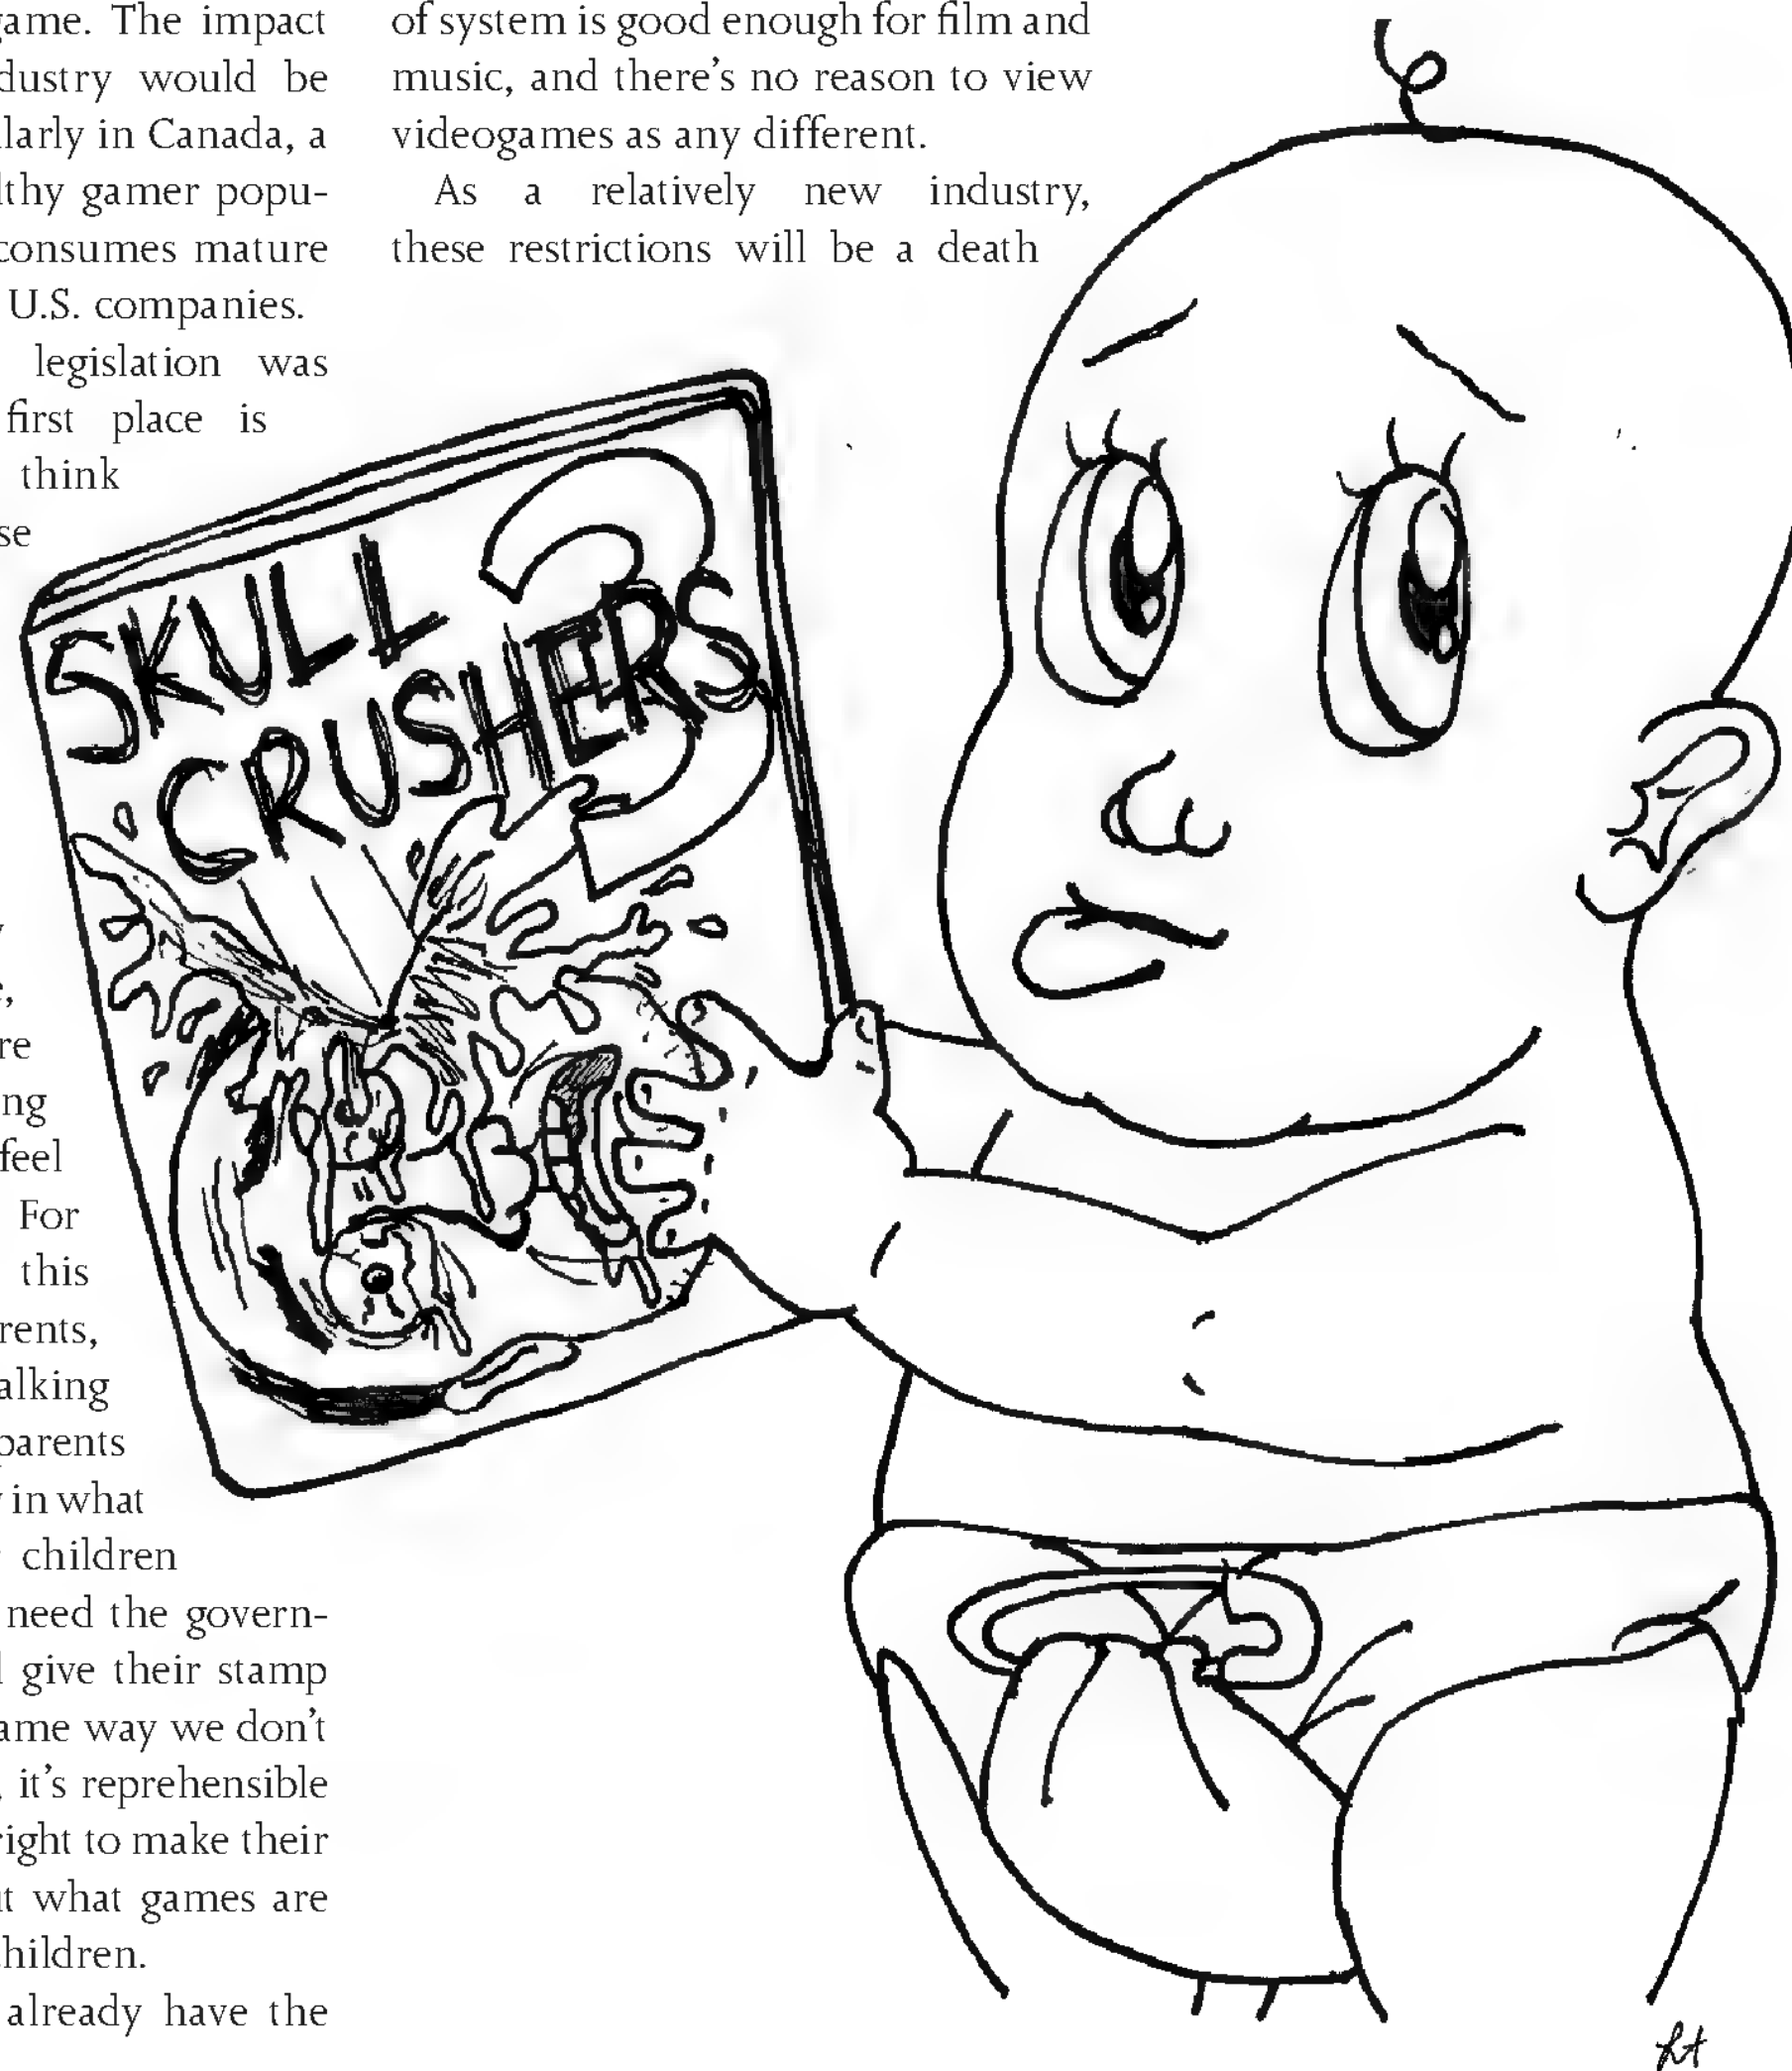 game. The impact
dustry would be
larly in Canada, a
lthy gamer popu-
consumes mature
U.S. companies.
legislation was
first place is
think
se
re
ng
feel
For
this
rents,
alking
parents
in what
children
need the govern-
give their stamp
ame way we don't
it's reprehensible
right to make their
t what games are
children.
already have the
of system is good enough for film and
music, and there's no reason to view
videogames as any different.
As a relatively new industry,
these restrictions will be a death
SKULL
CRUSHERS
3